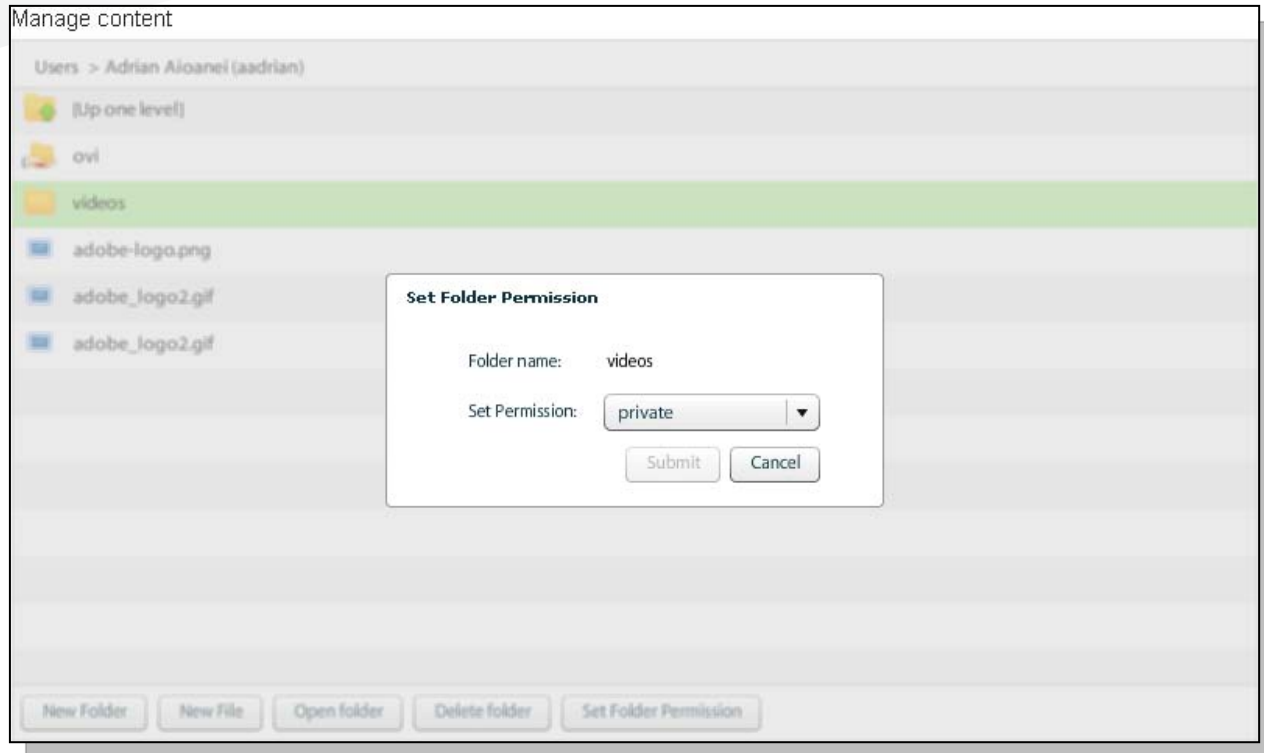 Manage content
Users > Adrian Aioanei (aadrian)
[Up one level]
ovi
videos
adobe-logo.png
adobe_logo2.gif
adobe_logo2.gif
Set Folder Permission
Folder name: videos
Set Permission: private
Submit Cancel
New Folder New File Open folder Delete folder Set Folder Permission